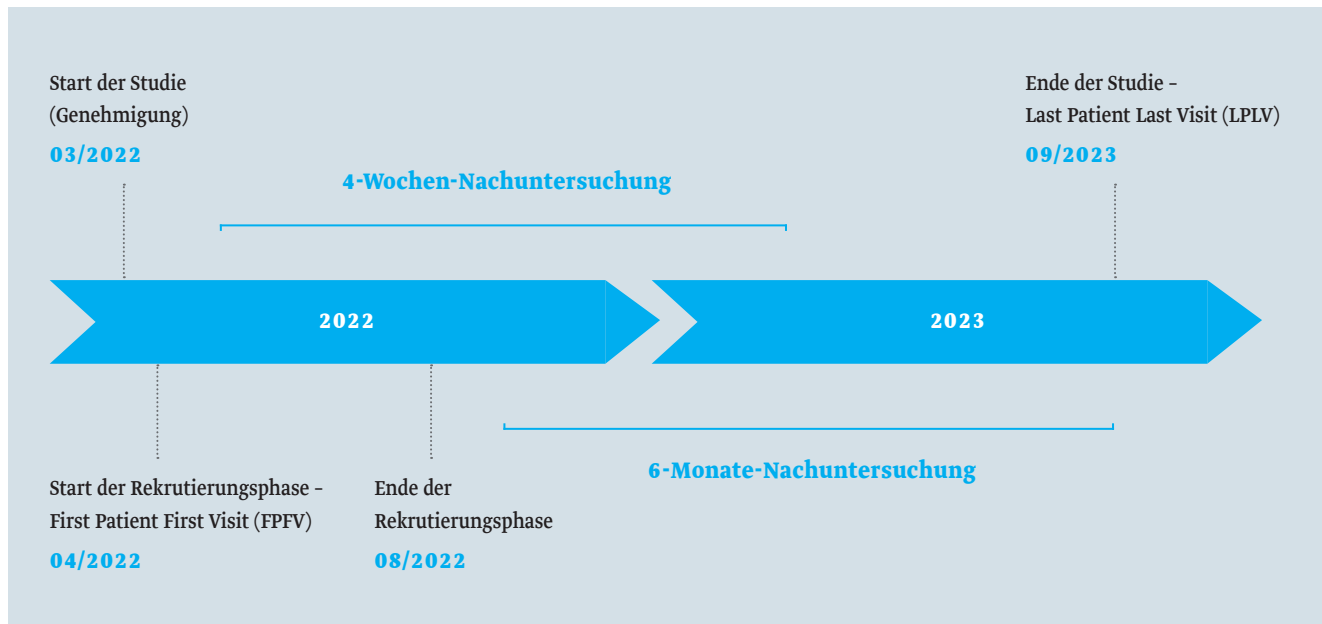 Start der Studie
(Genehmigung)
03/2022
Ende der Studie –
Last Patient Last Visit (LPLV)
09/2023
4-Wochen-Nachuntersuchung
2022
2023
6-Monate-Nachuntersuchung
Start der Rekrutierungsphase –
First Patient First Visit (FPFV)
04/2022
Ende der
Rekrutierungsphase
08/2022